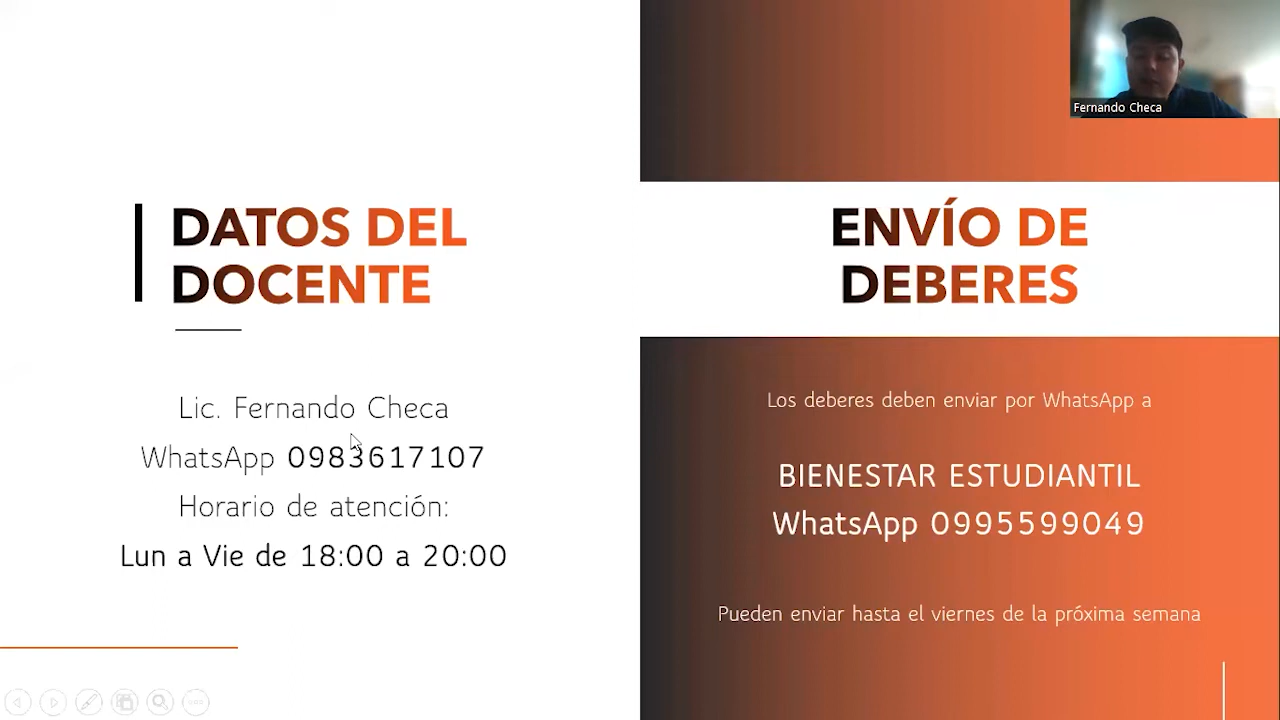 DATOS DEL
DOCENTE
Lic. Fernando Checa
WhatsApp 0983617107
Horario de atención:
Lun a Vie de 18:00 a 20:00
ENVÍO DE
DEBERES
Los deberes deben enviar por WhatsApp a
BIENESTAR ESTUDIANTIL
WhatsApp 0995599049
Pueden enviar hasta el viernes de la próxima semana
Fernando Checa